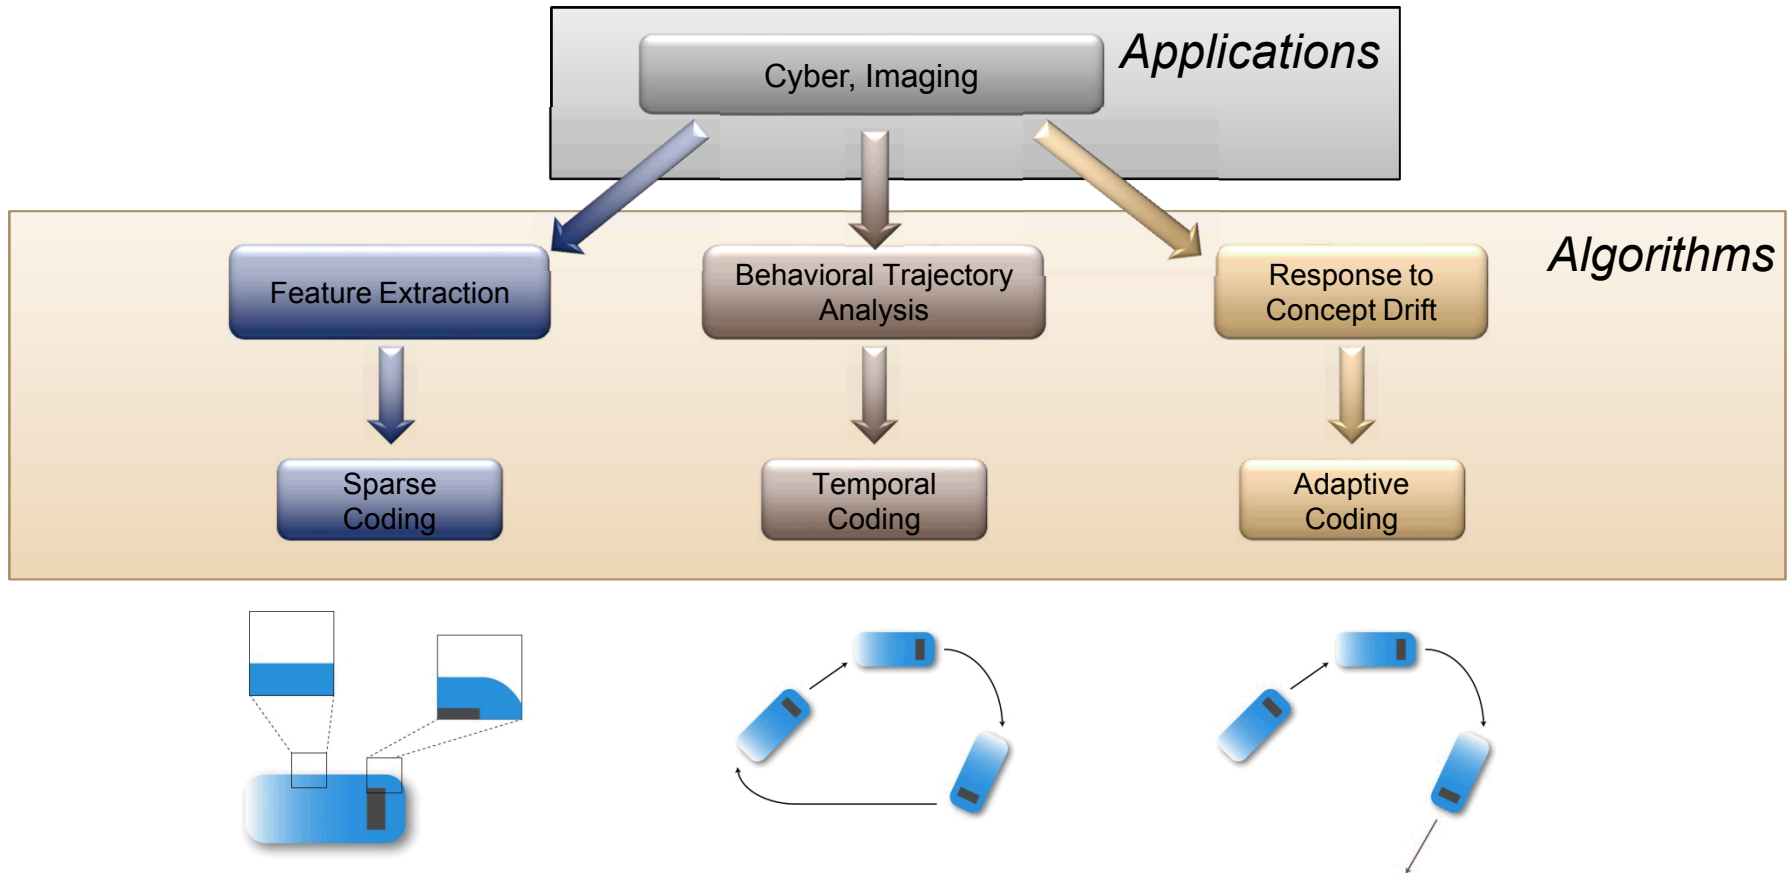 Applications
Cyber, Imaging
Algorithms
Feature Extraction
Behavioral Trajectory
Analysis
Response to
Concept Drift
Sparse
Coding
Temporal
Coding
Adaptive
Coding